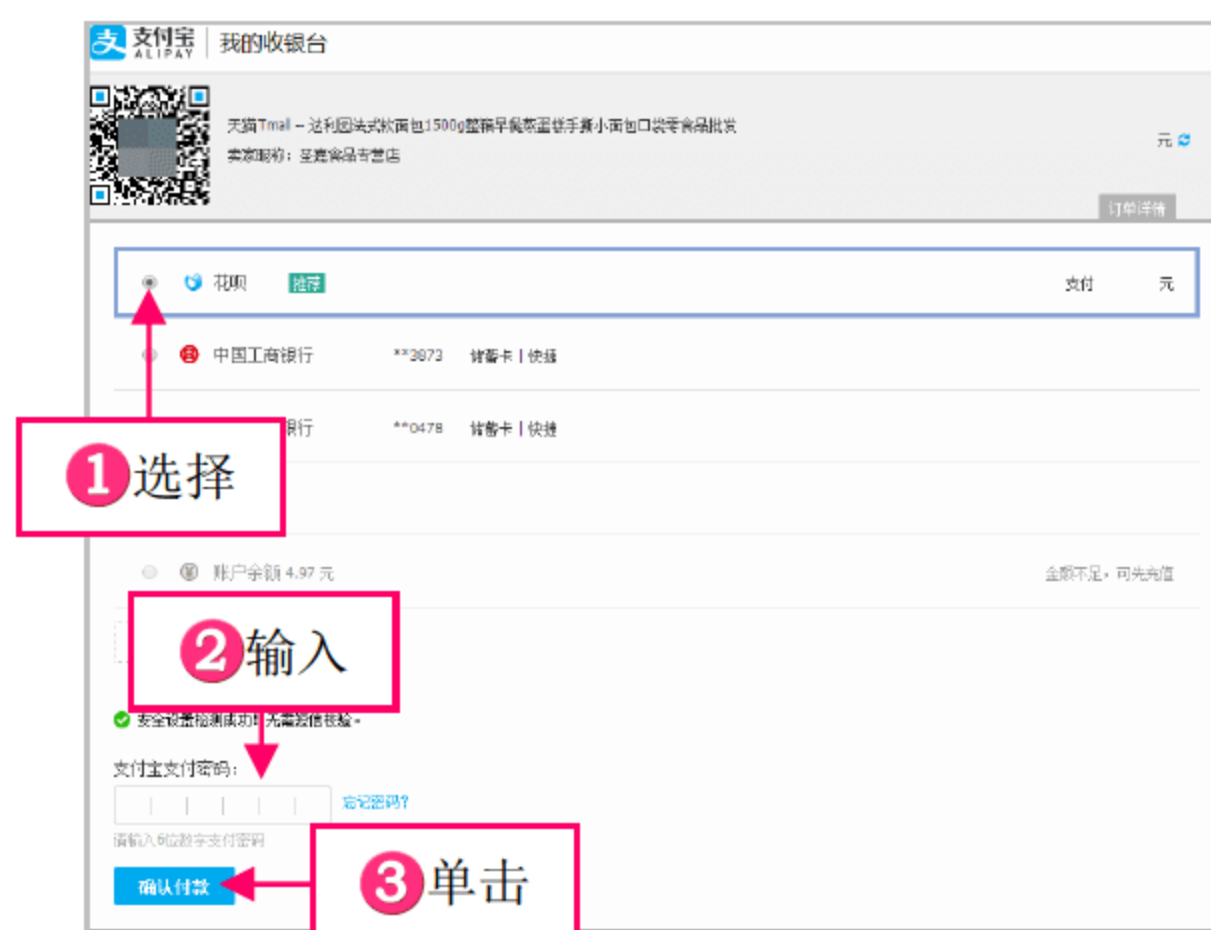 支付宝 我的收银台
ALIPAY
天猫Tmall -- 达利园法式软面包1500g整箱早餐蒸蛋糕手撕小面包口袋零食品批发
元
卖家昵称：圣鹿食品专营店
订单详情
花呗 推荐 支付 元
中国工商银行 **3873 储蓄卡 | 快捷
银行 **0478 储蓄卡 | 快捷
1选择
账户余额 4.97 元 金额不足，可先充值
2输入
安全设置检测成功！无需短信校验。
支付宝支付密码：
忘记密码？
请输入6位数字支付密码
确认付款
3单击